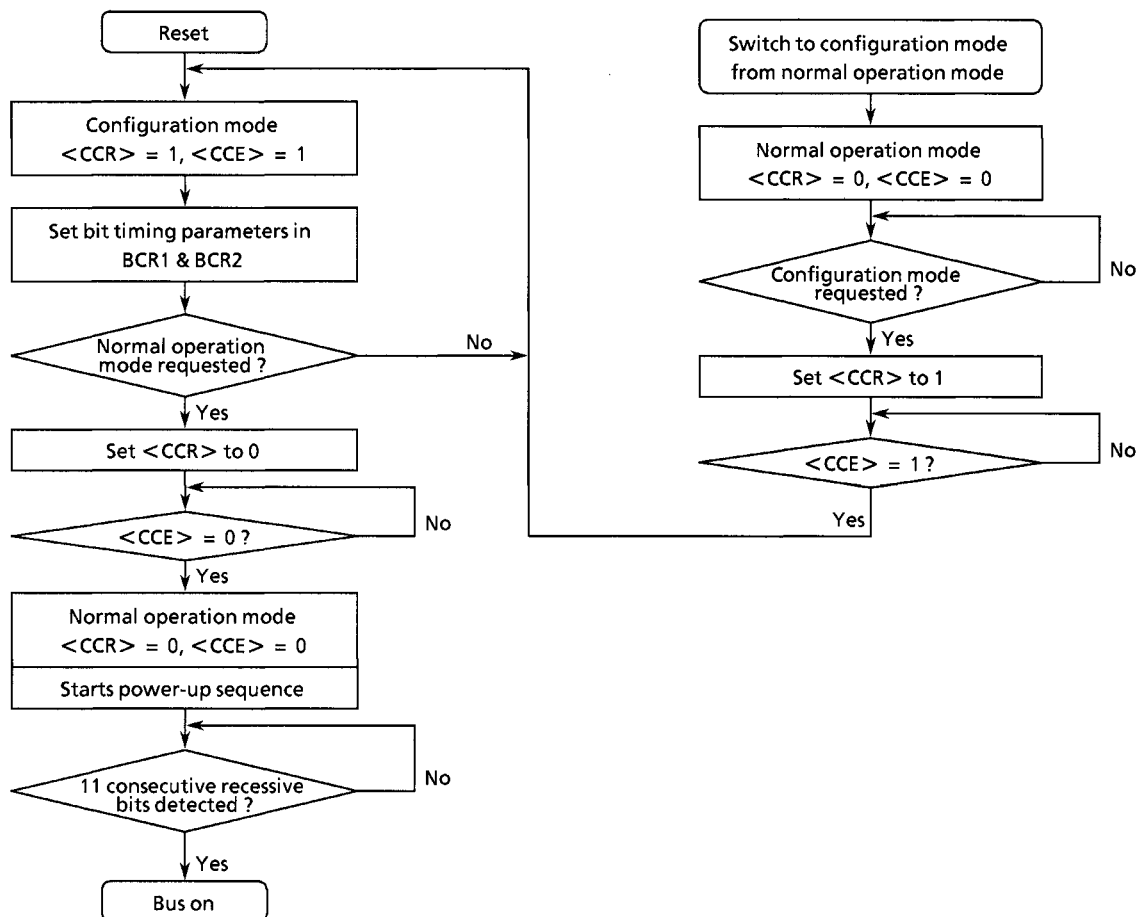 Reset
Configuration mode
<CCR> = 1, <CCE> = 1
Set bit timing parameters in
BCR1 & BCR2
Normal operation
mode requested ?
No
Yes
Set <CCR> to 0
<CCE> = 0 ?
No
Yes
Normal operation mode
<CCR> = 0, <CCE> = 0
Starts power-up sequence
11 consecutive recessive
bits detected ?
No
Yes
Bus on
Switch to configuration mode
from normal operation mode
Normal operation mode
<CCR> = 0, <CCE> = 0
Configuration mode
requested ?
No
Yes
Set <CCR> to 1
<CCE> = 1 ?
No
Yes